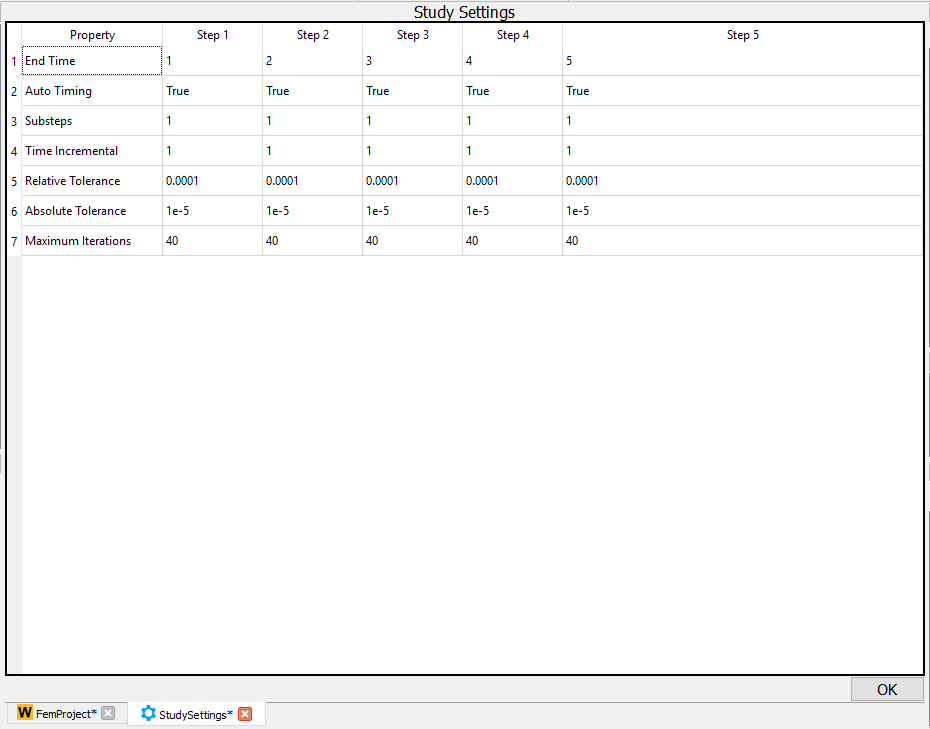 Study Settings
Property Step 1 Step 2 Step 3 Step 4 Step 5
1 End Time 1 2 3 4 5
2 Auto Timing True True True True True
3 Substeps 1 1 1 1 1
4 Time Incremental 1 1 1 1 1
5 Relative Tolerance 0.0001 0.0001 0.0001 0.0001 0.0001
6 Absolute Tolerance 1e-5 1e-5 1e-5 1e-5 1e-5
7 Maximum Iterations 40 40 40 40 40
OK
W FemProject* StudySettings*